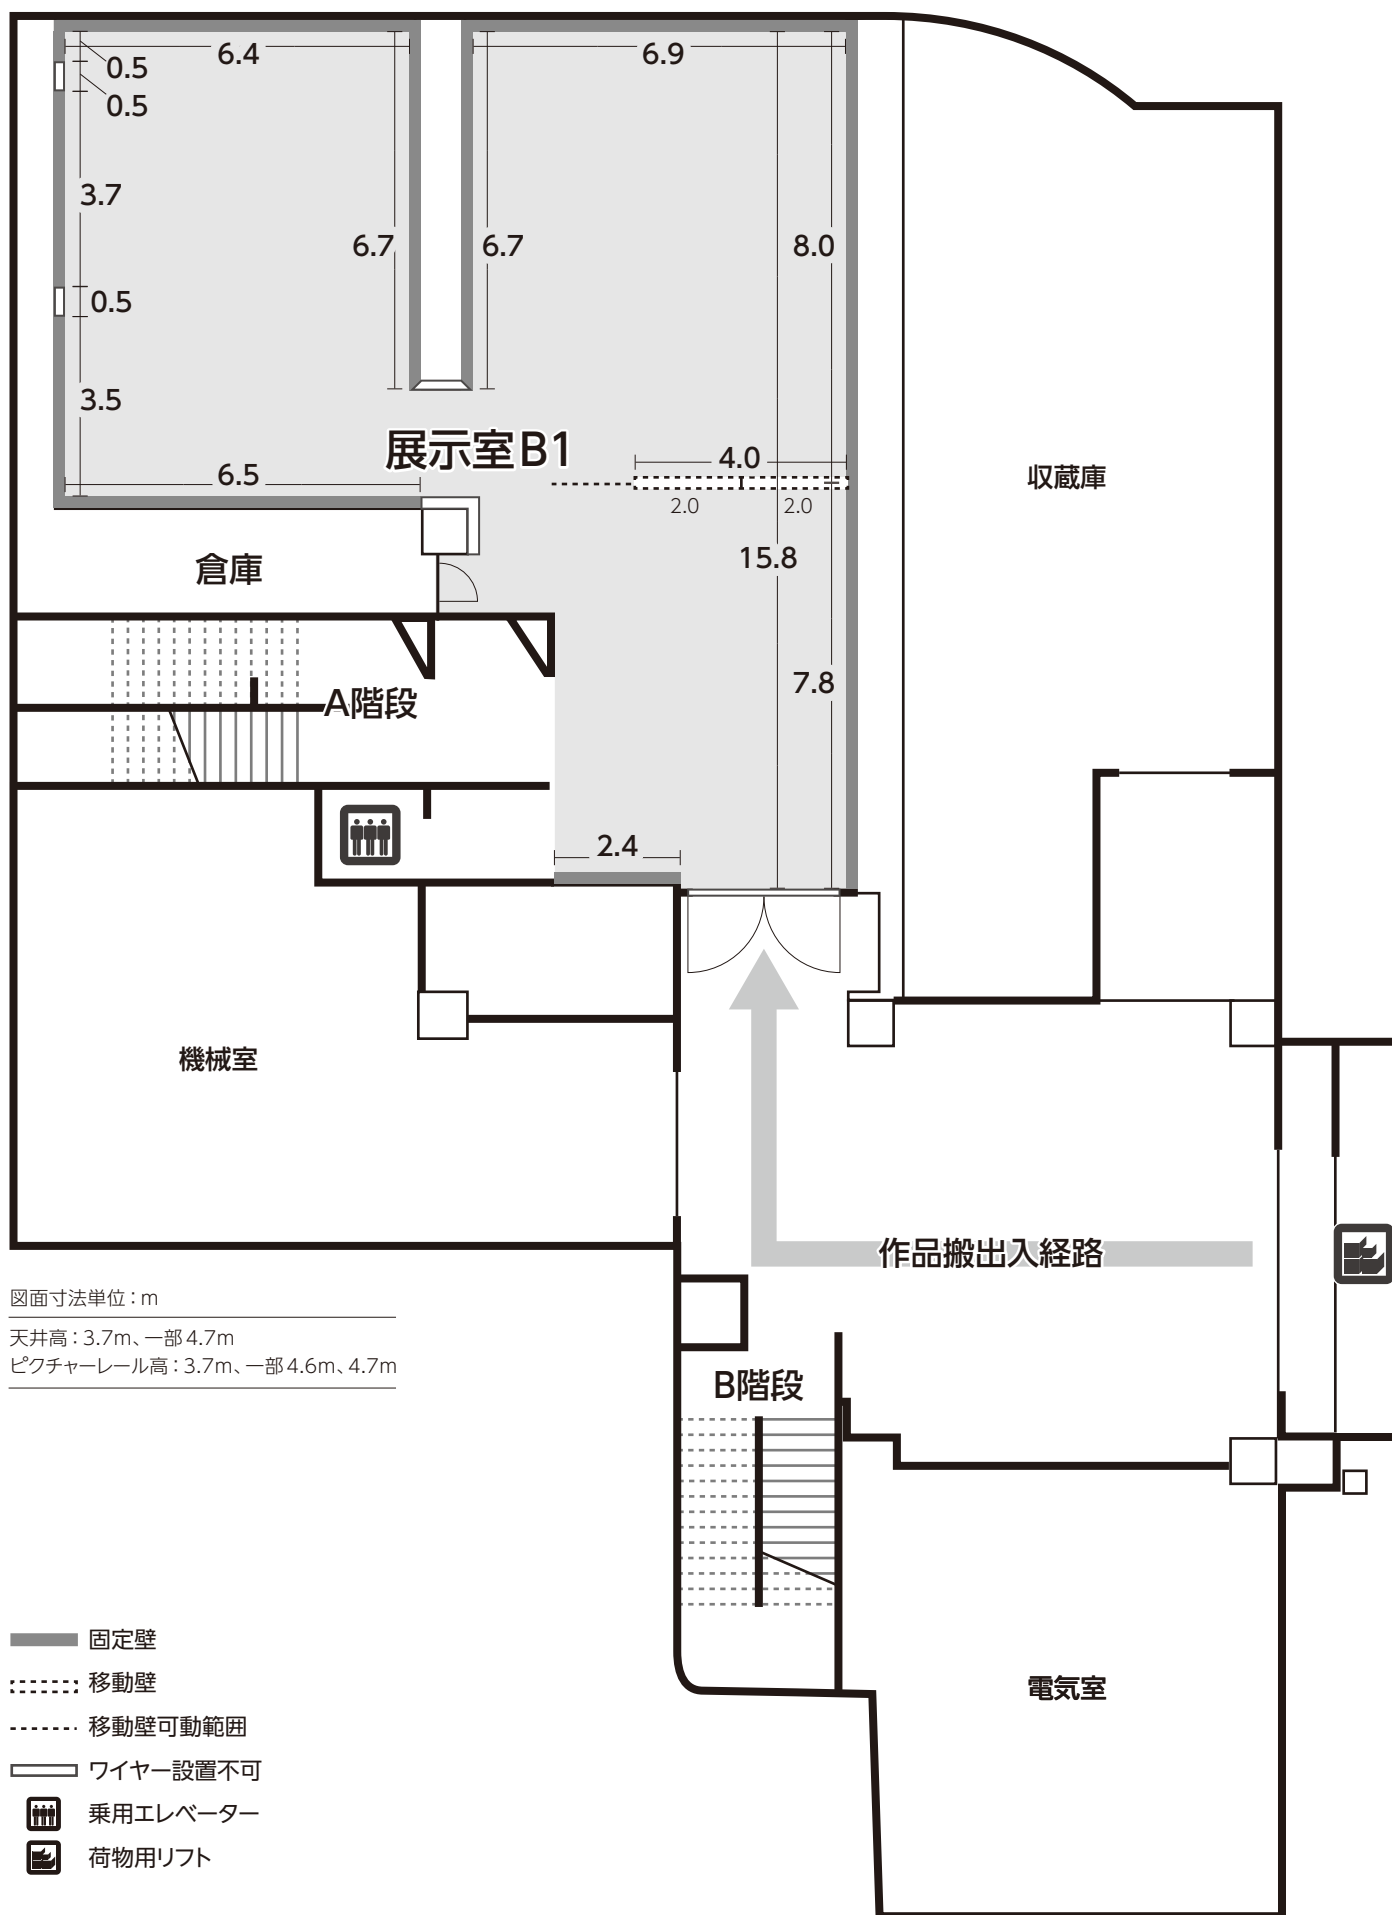 6.4
6.9
0.5
0.5
3.7
6.7
6.7
8.0
0.5
3.5
展示室B1
4.0
6.5
収蔵庫
2.0
2.0
15.8
倉庫
7.8
A階段
2.4
機械室
作品搬出入経路
図面寸法単位：m
天井高：3.7m、一部4.7m
ピクチャーレール高：3.7m、一部4.6m、4.7m
B階段
固定壁
移動壁
電気室
移動壁可動範囲
ワイヤー設置不可
乗用エレベーター
荷物用リフト